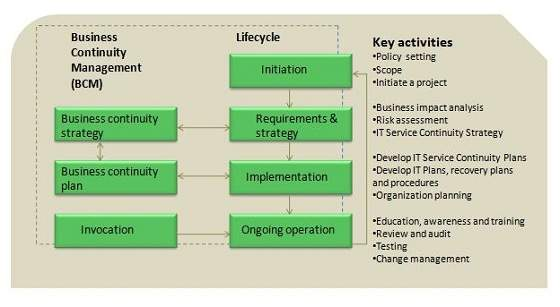 Business
Continuity
Management
(BCM)
Lifecycle
Initiation
Business continuity
strategy
Requirements &
strategy
Business continuity
plan
Implementation
Invocation
Ongoing operation
Key activities
•Policy setting
•Scope
•Initiate a project
•Business impact analysis
•Risk assessment
•IT Service Continuity Strategy
•Develop IT Service Continuity Plans
•Develop IT Plans, recovery plans
and procedures
•Organization planning
•Education, awareness and training
•Review and audit
•Testing
•Change management